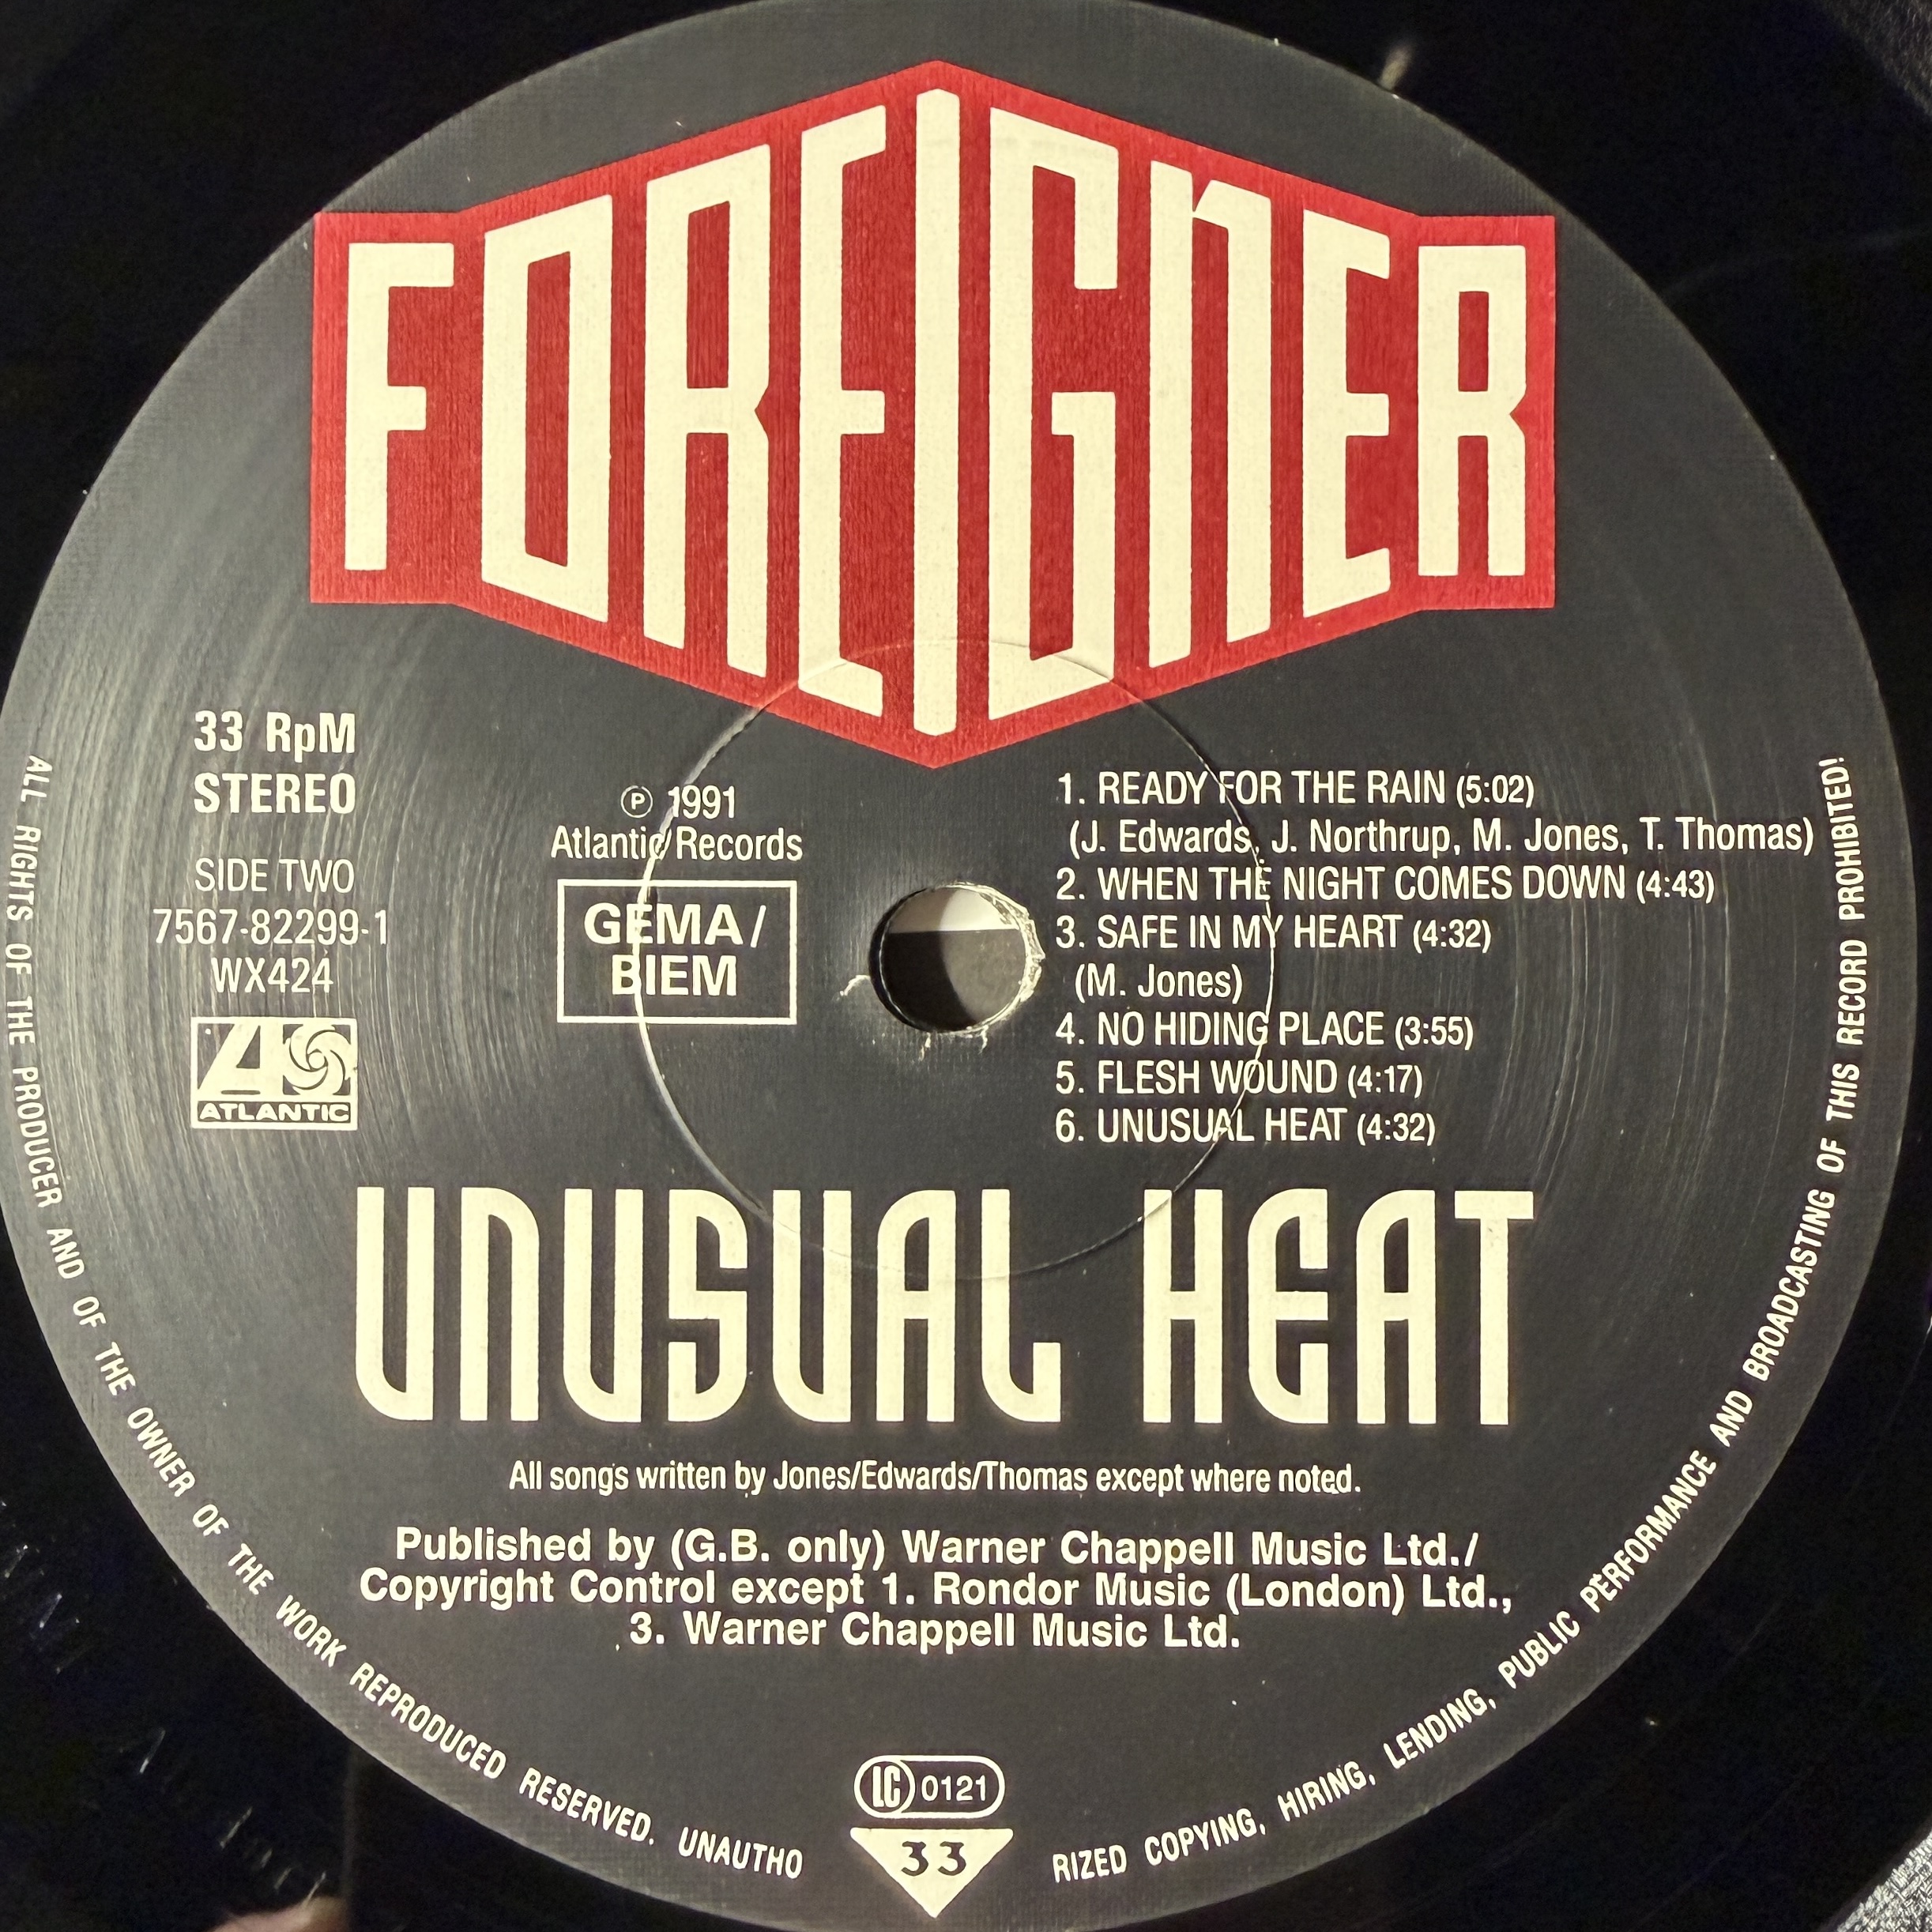 FOREIGNER
33 RpM
STEREO
SIDE TWO
7567-82299-1
WX424
ATLANTIC
℗ 1991
Atlantic Records
GEMA/
BIEM
1. READY FOR THE RAIN (5:02)
(J. Edwards, J. Northrup, M. Jones, T. Thomas)
2. WHEN THE NIGHT COMES DOWN (4:43)
3. SAFE IN MY HEART (4:32)
(M. Jones)
4. NO HIDING PLACE (3:55)
5. FLESH WOUND (4:17)
6. UNUSUAL HEAT (4:32)
UNUSUAL HEAT
All songs written by Jones/Edwards/Thomas except where noted.
Published by (G.B. only) Warner Chappell Music Ltd./
Copyright Control except 1. Rondor Music (London) Ltd.,
3. Warner Chappell Music Ltd.
LC 0121
33
ALL RIGHTS OF THE PRODUCER AND OF THE OWNER OF THE WORK REPRODUCED RESERVED. UNAUTHO
RIZED COPYING, HIRING, LENDING, PUBLIC PERFORMANCE AND BROADCASTING OF THIS RECORD PROHIBITED!